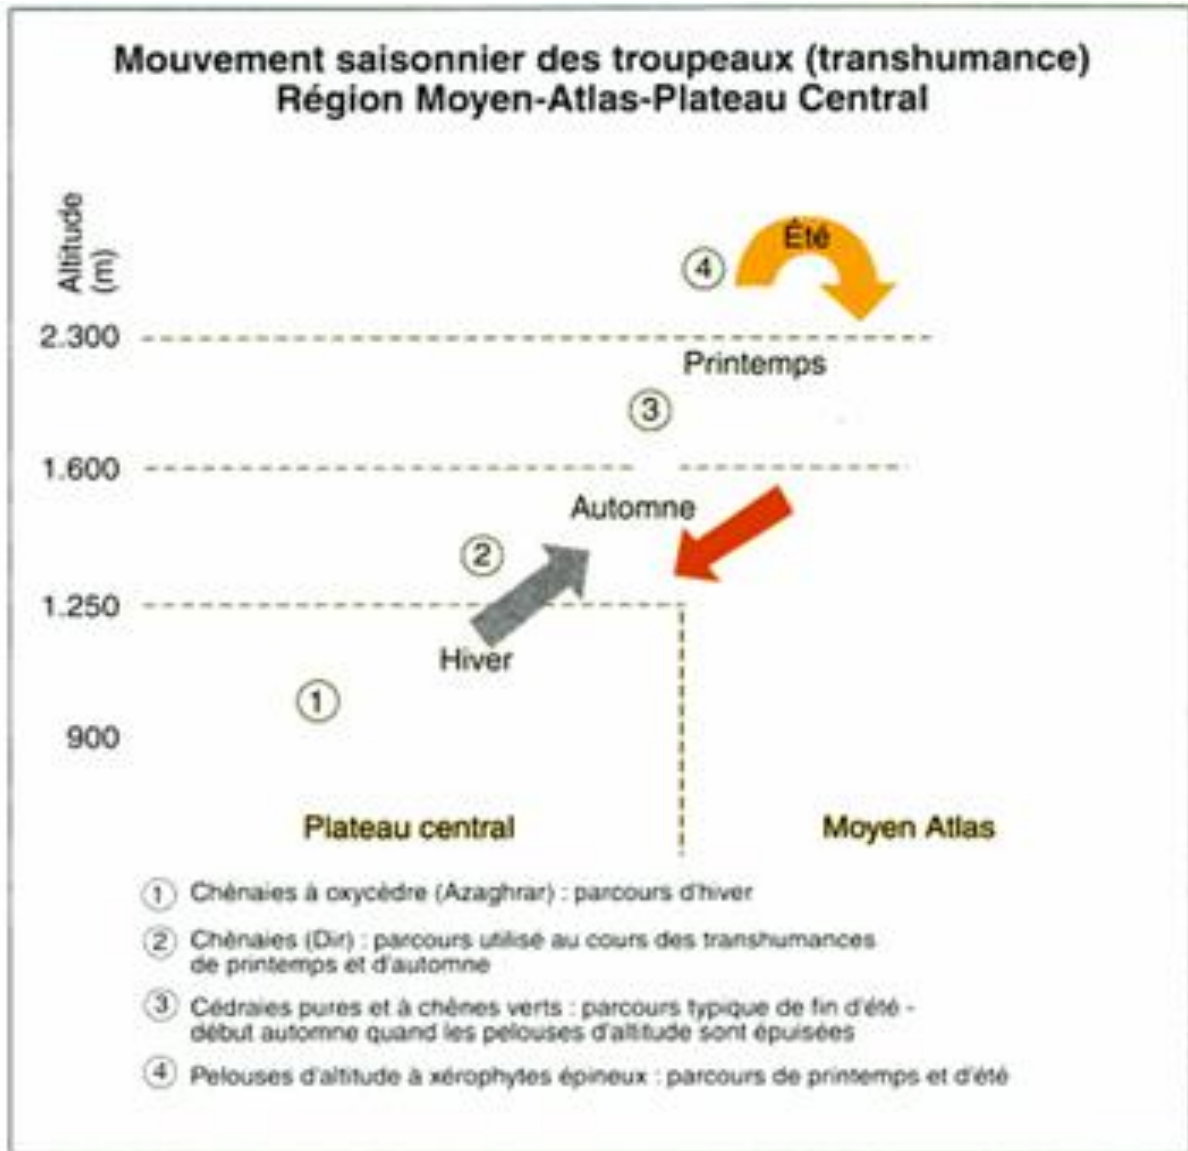 Mouvement saisonnier des troupeaux (transhumance)
Région Moyen-Atlas-Plateau Central
Altitude
(m)
Été
4
2.300
Printemps
3
1.600
Automne
2
1.250
Hiver
1
900
Plateau central
Moyen Atlas
1 Chênaies à oxycèdre (Azaghrar) : parcours d'hiver
2 Chênaies (Dir) : parcours utilisé au cours des transhumances
de printemps et d'automne
3 Cédraies pures et à chênes verts : parcours typique de fin d'été -
début automne quand les pelouses d'altitude sont épuisées
4 Pelouses d'altitude à xérophytes épineux : parcours de printemps et d'été